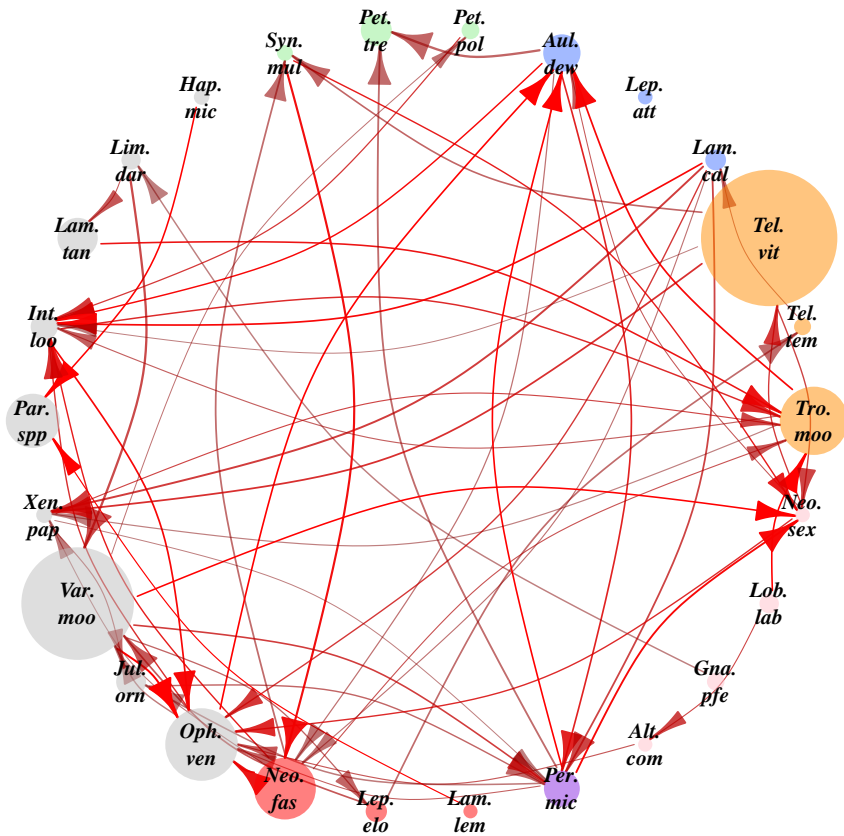 Pet.
tre
Pet.
pol
Aul.
dew
Syn.
mul
Lep.
att
Hap.
mic
Lim.
dar
Lam.
cal
Lam.
tan
Tel.
vit
Int.
loo
Tel.
tem
Par.
spp
Tro.
moo
Xen.
pap
Neo.
sex
Var.
moo
Lob.
lab
Jul.
orn
Gna.
pfe
Oph.
ven
Alt.
com
Neo.
fas
Per.
mic
Lep.
elo
Lam.
lem